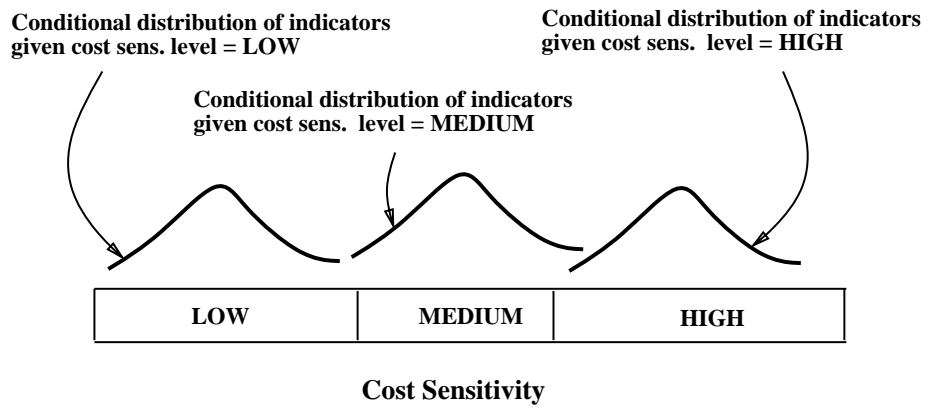 Conditional distribution of indicators
given cost sens. level = LOW
Conditional distribution of indicators
given cost sens.  level = HIGH
Conditional distribution of indicators
given cost sens.  level = MEDIUM
LOW
MEDIUM
HIGH
Cost Sensitivity